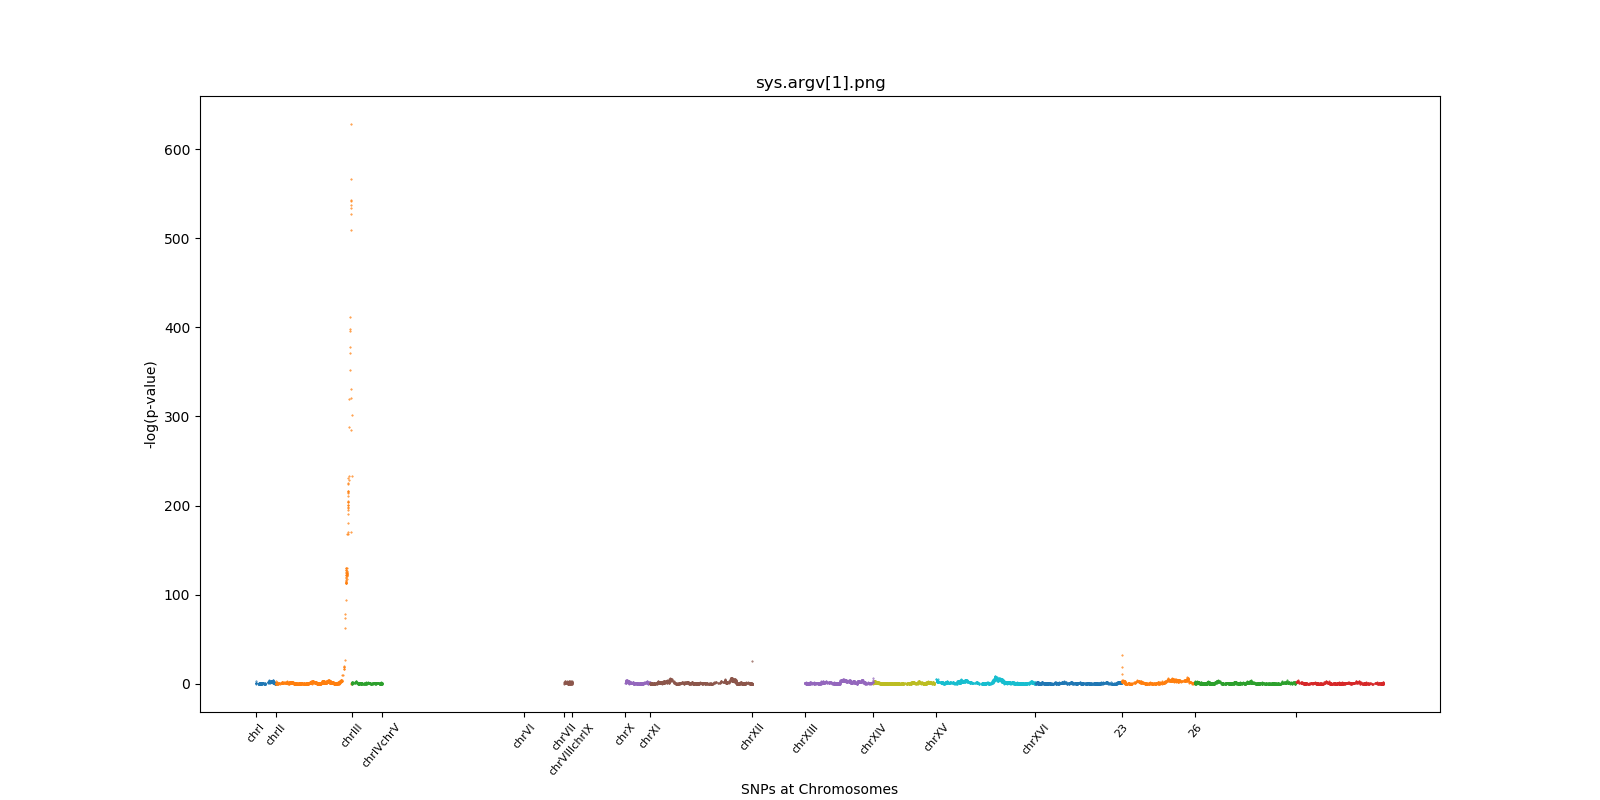 sys.argv[1].png
600
500
400
300
200
100
0
-log(p-value)
chrI
chrII
chrIII
chrIVchrV
chrVI
chrVII
chrVIIIchrIX
chrX
chrXI
chrXII
chrXIII
chrXIV
chrXV
chrXVI
23
26
SNPs at Chromosomes